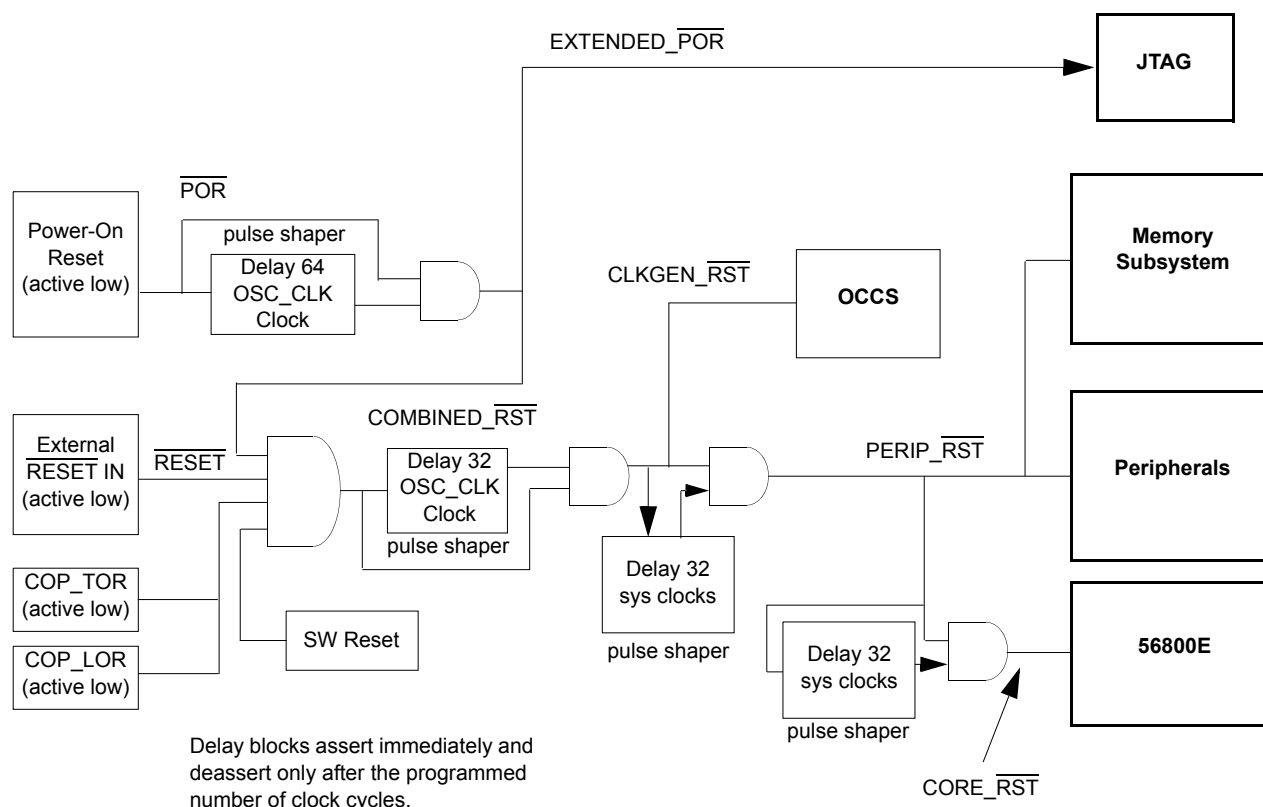 EXTENDED_POR
JTAG
POR
Power-On
Reset
(active low)
pulse shaper
Delay 64
OSC_CLK
Clock
CLKGEN_RST
OCCS
Memory
Subsystem
External
RESET IN
(active low)
RESET
COMBINED_RST
Delay 32
OSC_CLK
Clock
pulse shaper
PERIP_RST
Peripherals
COP_TOR
(active low)
SW Reset
COP_LOR
(active low)
Delay 32
sys clocks
pulse shaper
Delay 32
sys clocks
pulse shaper
56800E
CORE_RST
Delay blocks assert immediately and
deassert only after the programmed
number of clock cycles.